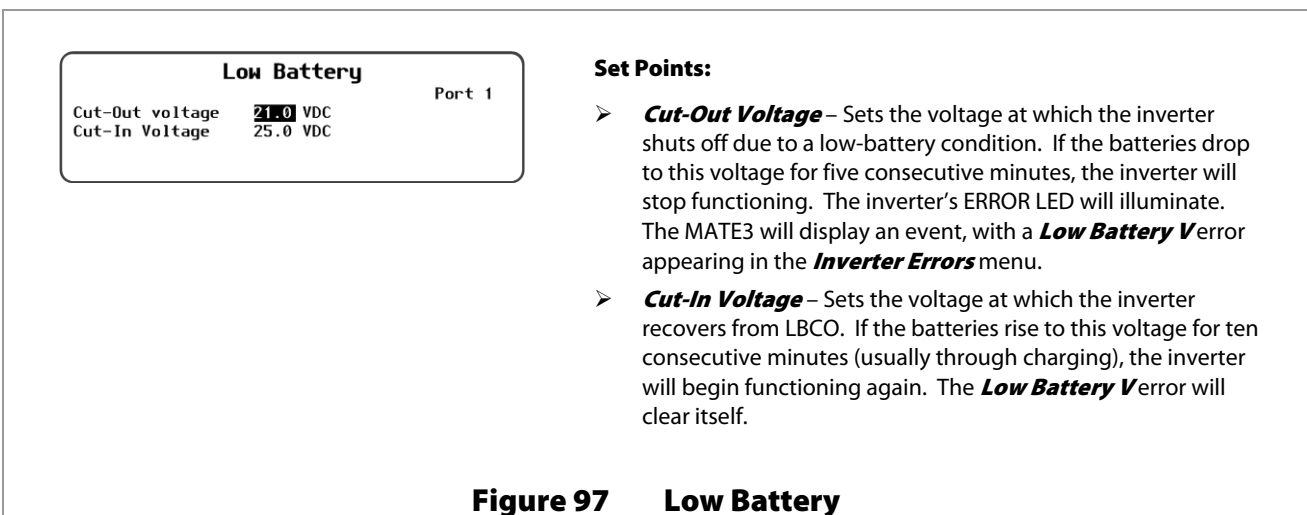 Low Battery
Port 1
Cut-Out voltage 21.0 VDC
Cut-In Voltage 25.0 VDC
Set Points:
➢ Cut-Out Voltage – Sets the voltage at which the inverter
shuts off due to a low-battery condition. If the batteries drop
to this voltage for five consecutive minutes, the inverter will
stop functioning. The inverter's ERROR LED will illuminate.
The MATE3 will display an event, with a Low Battery V error
appearing in the Inverter Errors menu.
➢ Cut-In Voltage – Sets the voltage at which the inverter
recovers from LBCO. If the batteries rise to this voltage for ten
consecutive minutes (usually through charging), the inverter
will begin functioning again. The Low Battery V error will
clear itself.
Figure 97 Low Battery